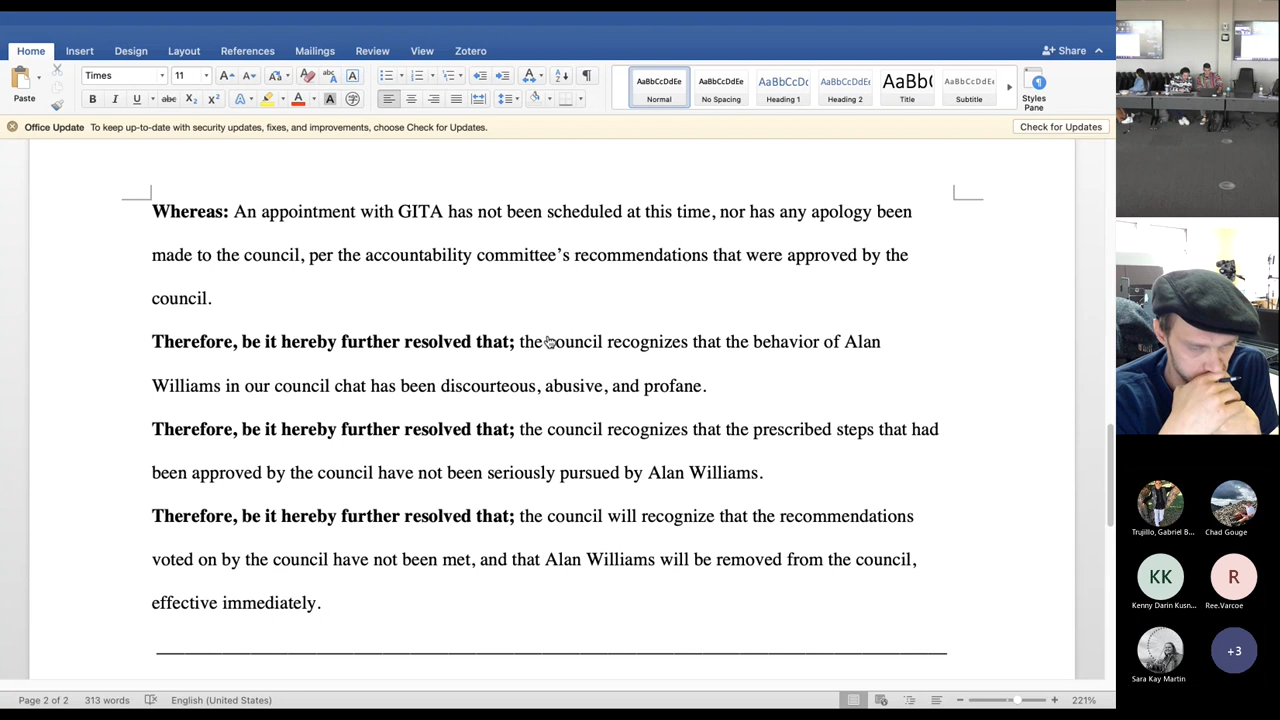 Home Insert Design Layout References Mailings Review View Zotero Share
Times 11 AaBbCcDdEe AaBbCcDdEe AaBbCcDc AaBbCcDdEe AaBb( AaBbCcDdEe
Paste B I U abc X₂ X² A A A Normal No Spacing Heading 1 Heading 2 Title Subtitle Styles Pane
Office Update To keep up-to-date with security updates, fixes, and improvements, choose Check for Updates. Check for Updates
Whereas: An appointment with GITA has not been scheduled at this time, nor has any apology been
made to the council, per the accountability committee’s recommendations that were approved by the
council.
Therefore, be it hereby further resolved that; the council recognizes that the behavior of Alan
Williams in our council chat has been discourteous, abusive, and profane.
Therefore, be it hereby further resolved that; the council recognizes that the prescribed steps that had
been approved by the council have not been seriously pursued by Alan Williams.
Therefore, be it hereby further resolved that; the council will recognize that the recommendations
voted on by the council have not been met, and that Alan Williams will be removed from the council,
effective immediately.
Page 2 of 2 313 words English (United States) 221%
Trujillo, Gabriel B... Chad Gouge
KK R
Kenny Darin Kusn... Ree.Varcoe
+3
Sara Kay Martin